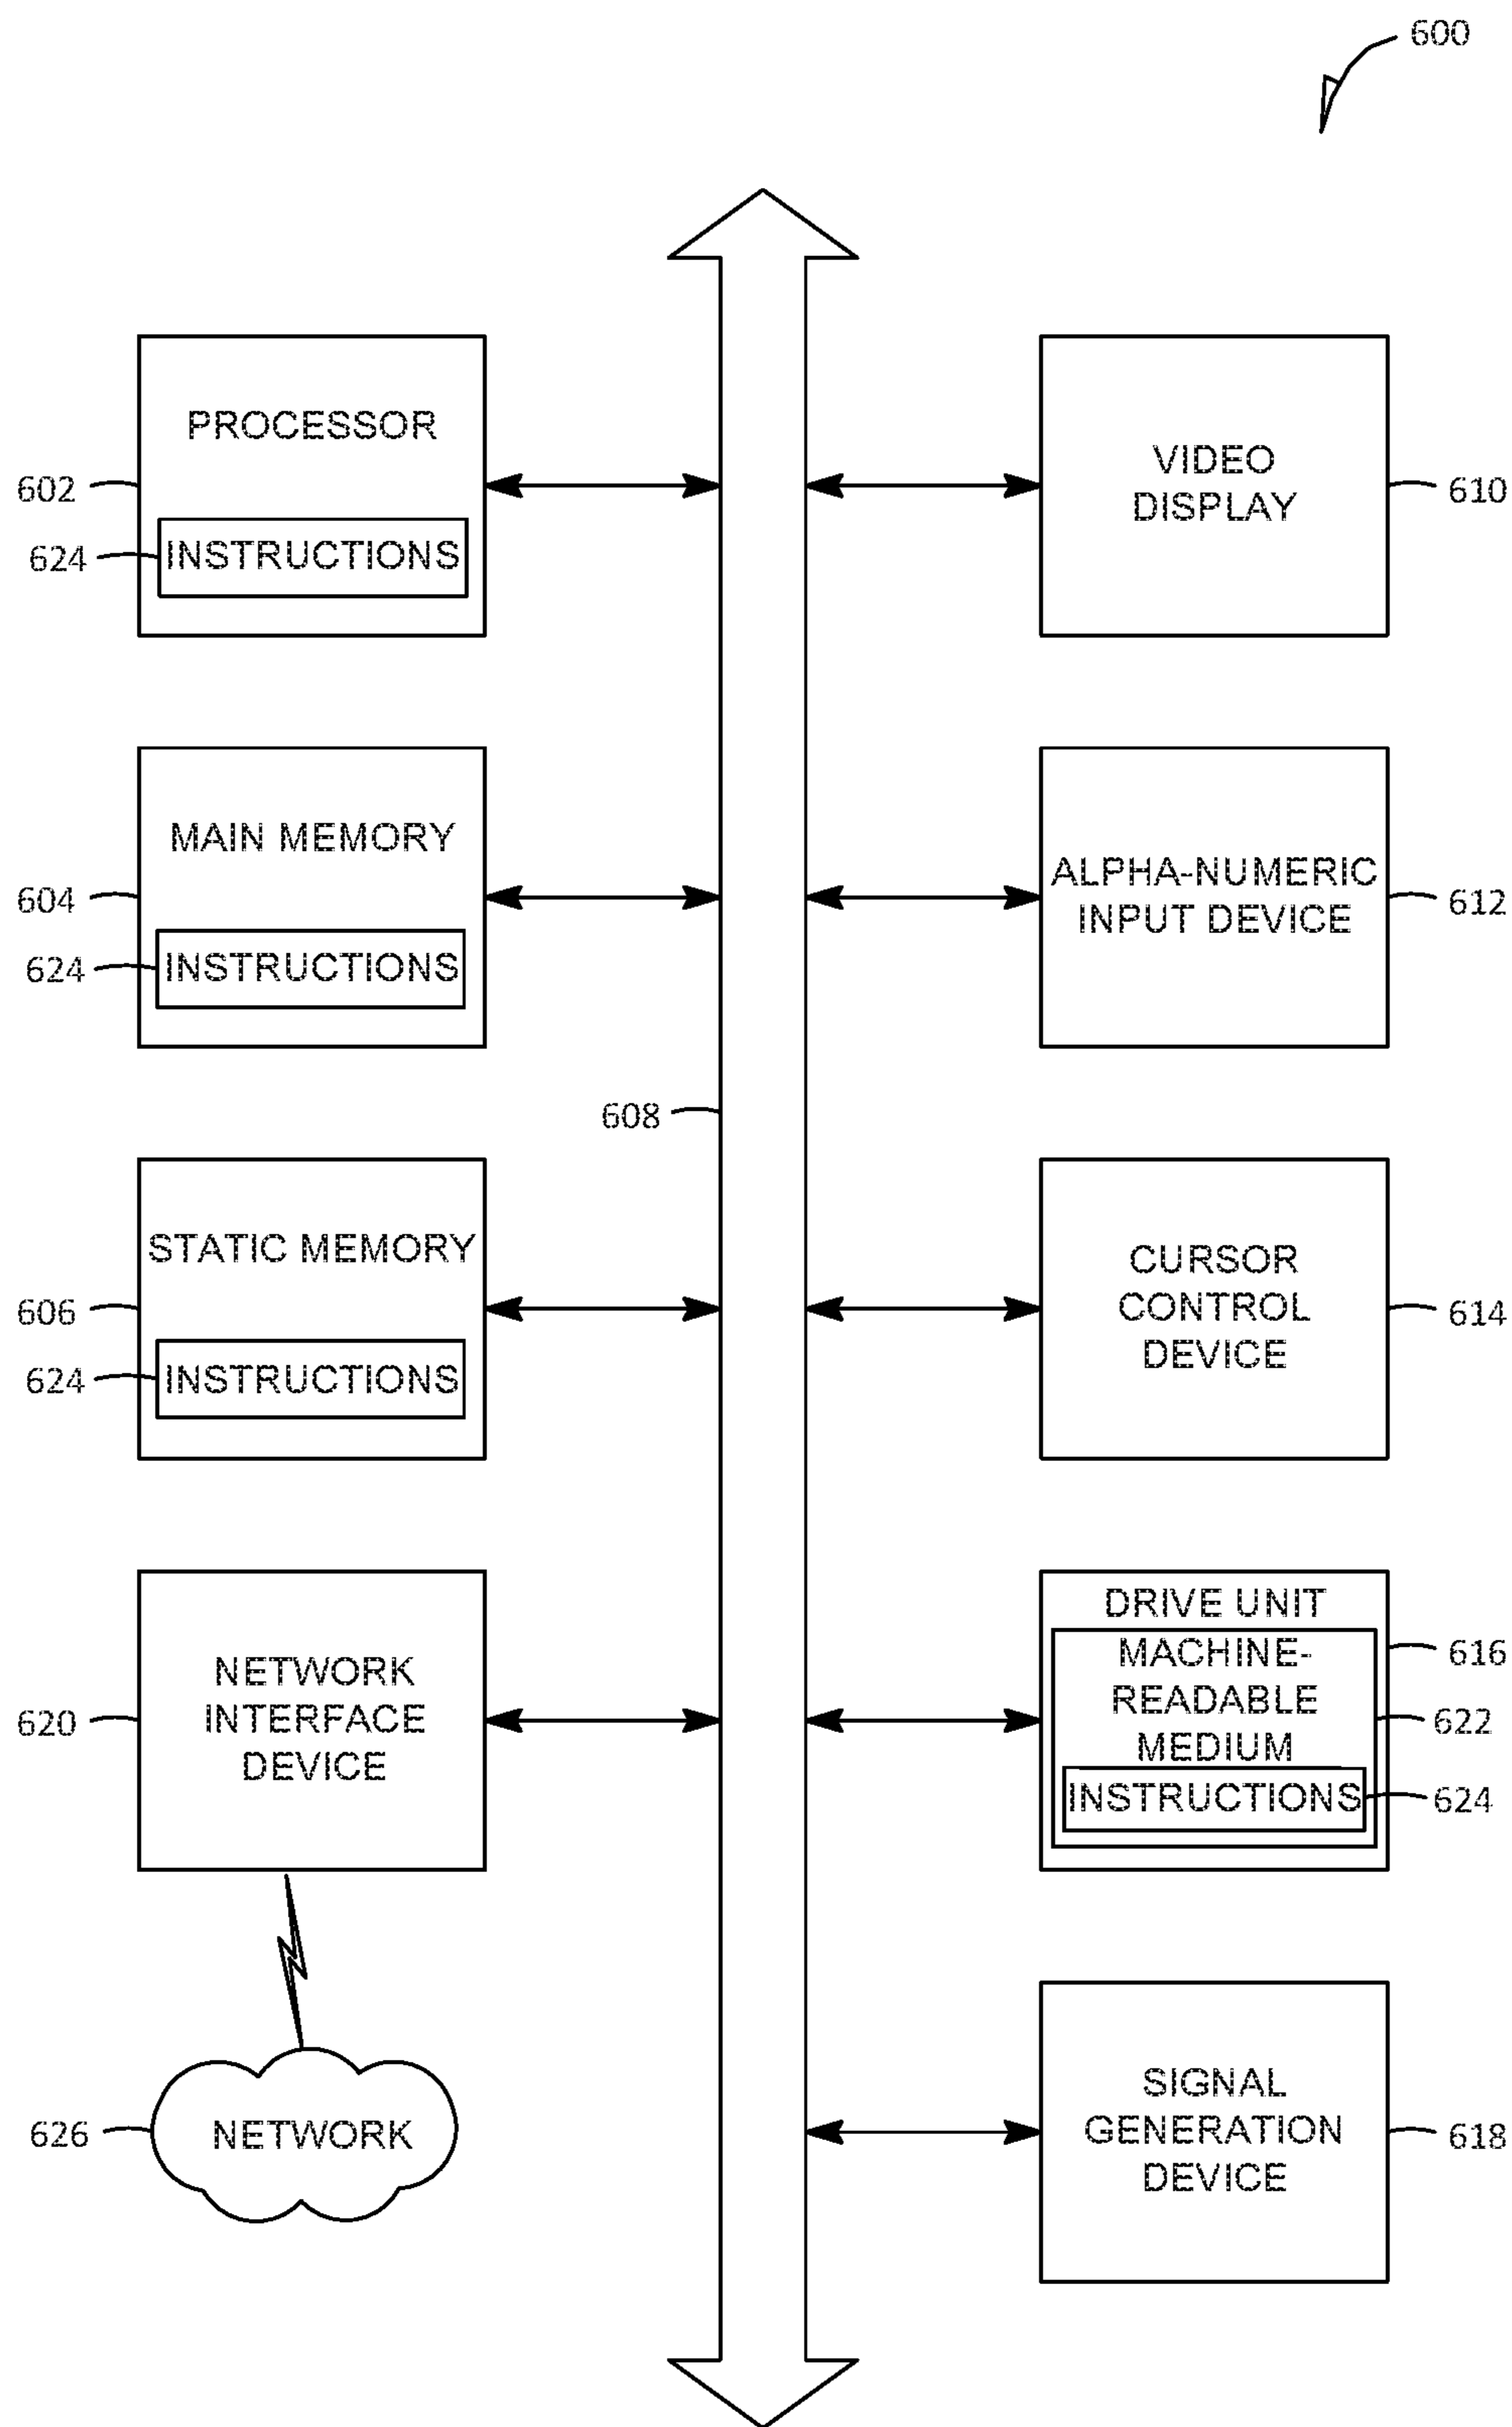 600
PROCESSOR
602
624
INSTRUCTIONS
VIDEO
DISPLAY
610
MAIN MEMORY
604
624
INSTRUCTIONS
ALPHA-NUMERIC
INPUT DEVICE
612
608
STATIC MEMORY
606
624
INSTRUCTIONS
CURSOR
CONTROL
DEVICE
614
NETWORK
INTERFACE
DEVICE
620
DRIVE UNIT
616
MACHINE-
READABLE
MEDIUM
622
INSTRUCTIONS
624
626
NETWORK
SIGNAL
GENERATION
DEVICE
618